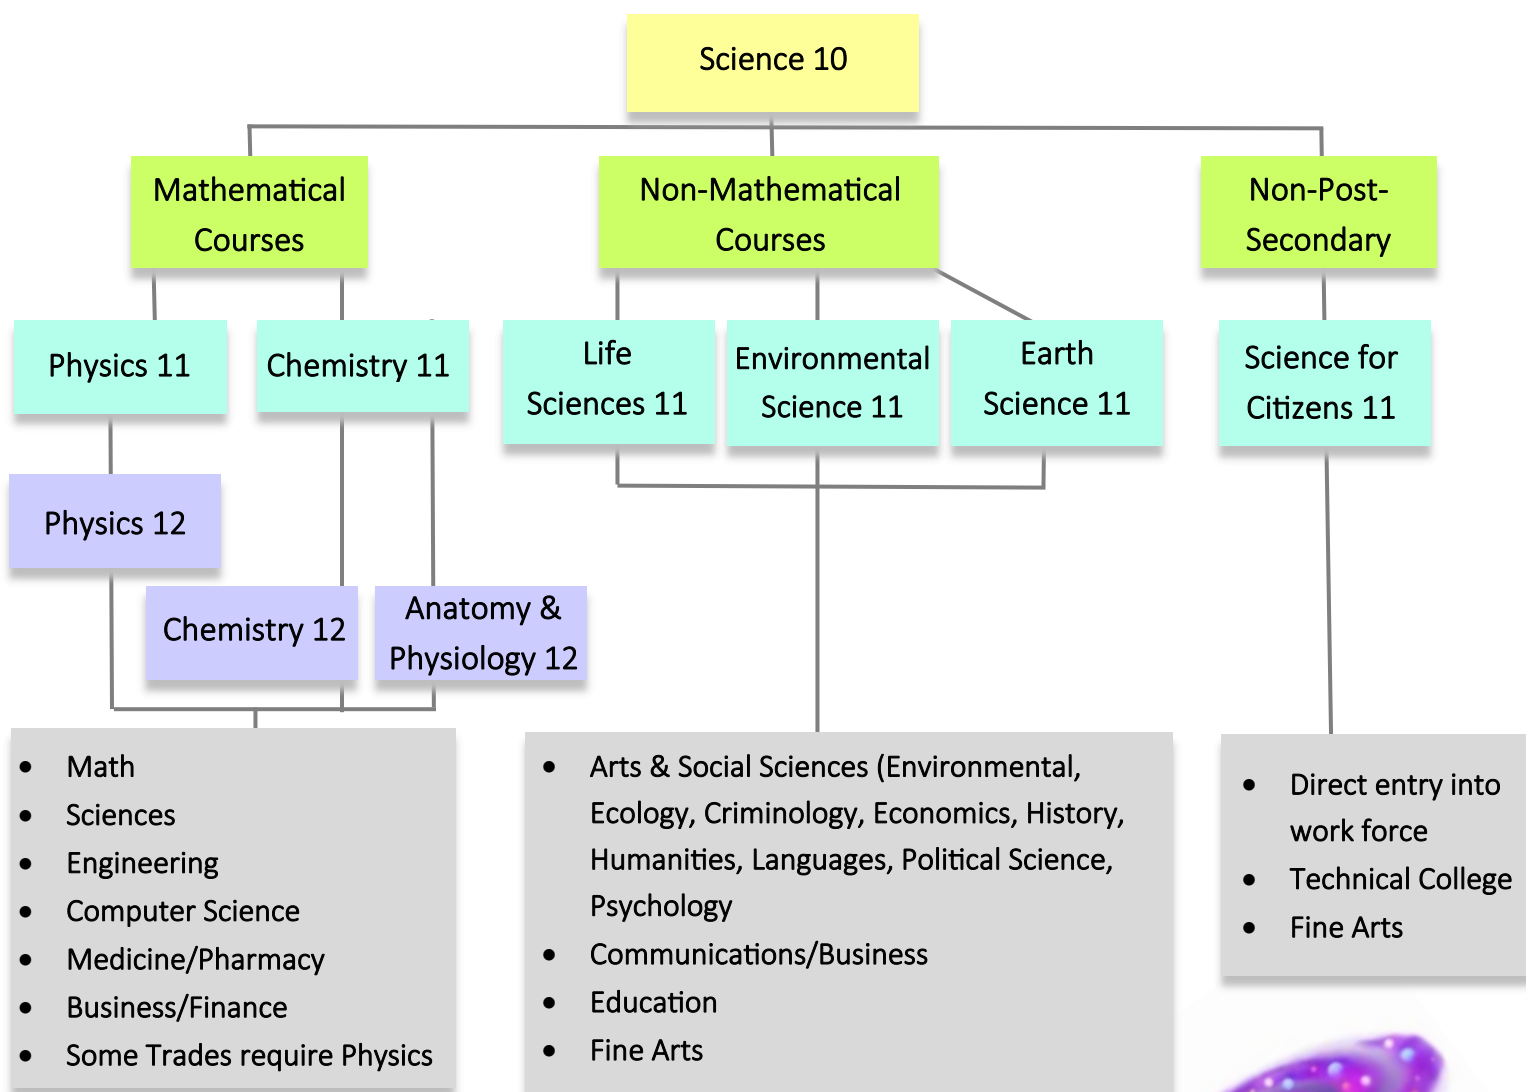 Science 10
Mathematical
Courses
Non-Mathematical
Courses
Non-Post-
Secondary
Physics 11
Chemistry 11
Life
Sciences 11
Environmental
Science 11
Earth
Science 11
Science for
Citizens 11
Physics 12
Chemistry 12
Anatomy &
Physiology 12
• Math
• Sciences
• Engineering
• Computer Science
• Medicine/Pharmacy
• Business/Finance
• Some Trades require Physics
• Arts & Social Sciences (Environmental,
Ecology, Criminology, Economics, History,
Humanities, Languages, Political Science,
Psychology
• Communications/Business
• Education
• Fine Arts
• Direct entry into
work force
• Technical College
• Fine Arts